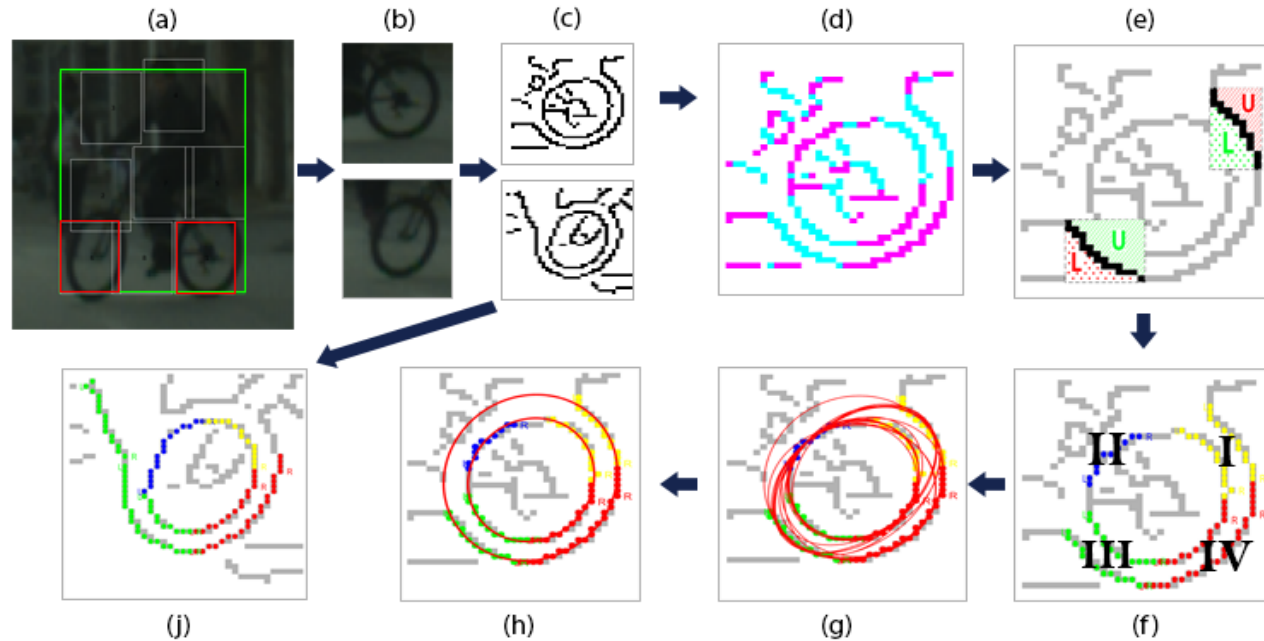 (a) (b) (c) (d) (e)
U
L
U
L
II I
R
R
R
R
R
R
III IV
R
(j) (h) (g) (f)